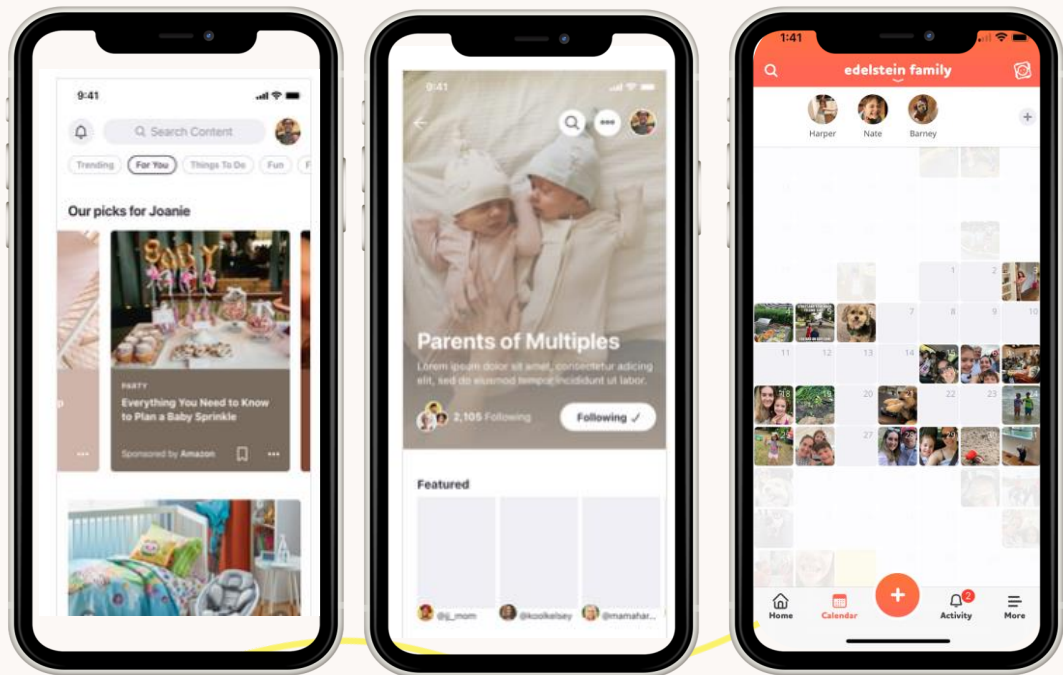 9:41
Search Content
Trending
For You
Things To Do
Fun
F
Our picks for Joanie
BABY
PARTY
Everything You Need to Know
to Plan a Baby Sprinkle
Sponsored by Amazon
9:41
Parents of Multiples
Lorem ipsum dolor sit amet, consectetur adicing
elit, sed do eiusmod tempor incididunt ut labor.
2,105 Following
Following ✓
Featured
@jj_mom
@koolkelsey
@mamahar...
1:41
edelstein family
Harper
Nate
Barney
1
2
7
8
9
10
11
12
13
14
18
20
22
23
27
2
Home
Calendar
Activity
More